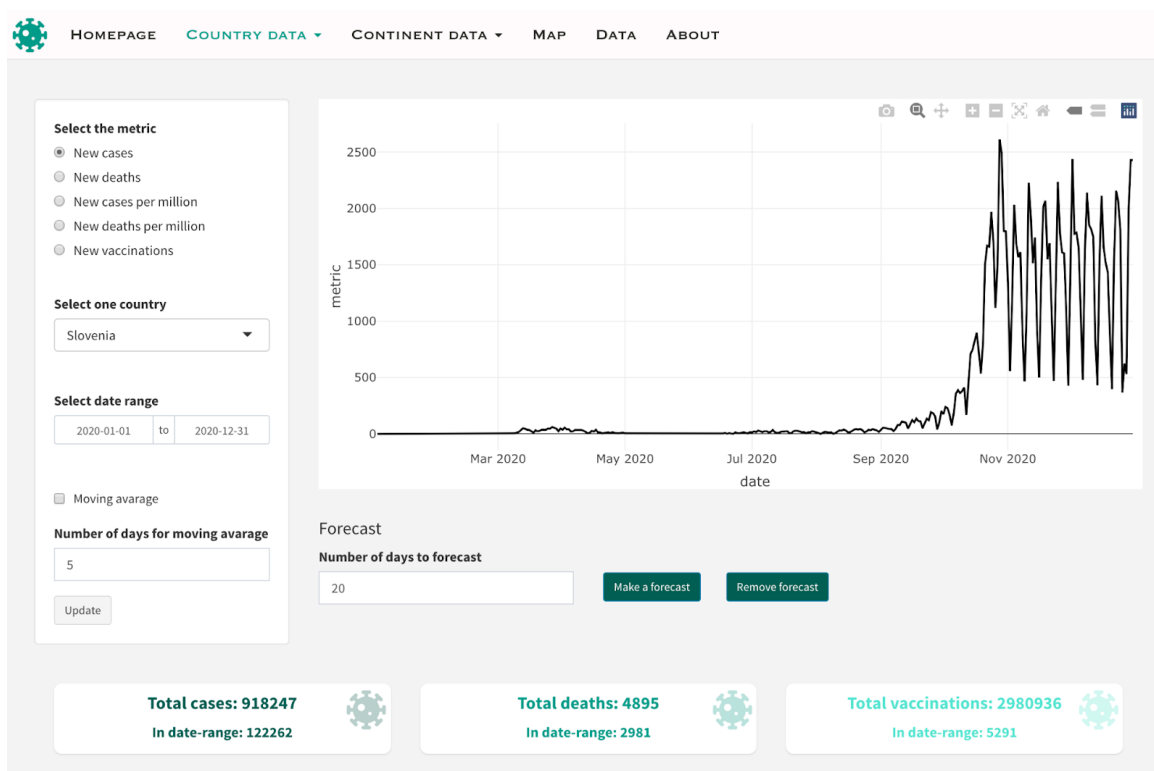 Homepage Country data Continent data Map Data About
Select the metric
New cases
New deaths
New cases per million
New deaths per million
New vaccinations
Select one country
Slovenia
Select date range
2020-01-01 to 2020-12-31
Moving avarage
Number of days for moving avarage
5
Update
2500
2000
1500
1000
500
0
metric
Mar 2020 May 2020 Jul 2020 Sep 2020 Nov 2020
date
Forecast
Number of days to forecast
20 Make a forecast Remove forecast
Total cases: 918247
In date-range: 122262
Total deaths: 4895
In date-range: 2981
Total vaccinations: 2980936
In date-range: 5291